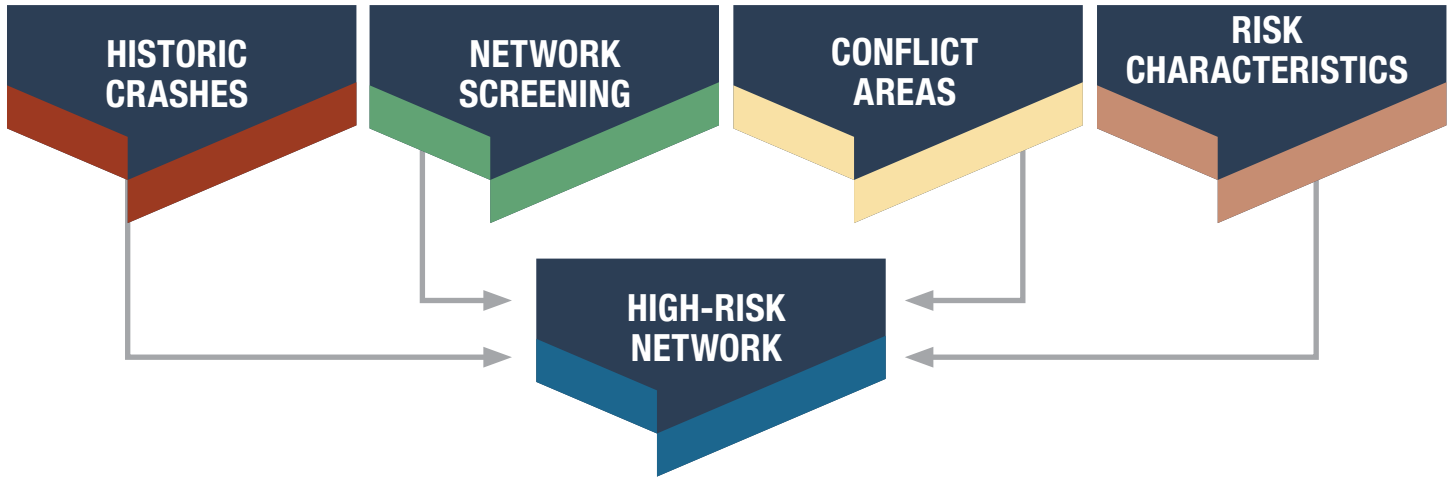 HISTORIC
CRASHES
NETWORK
SCREENING
CONFLICT
AREAS
RISK
CHARACTERISTICS
HIGH-RISK
NETWORK